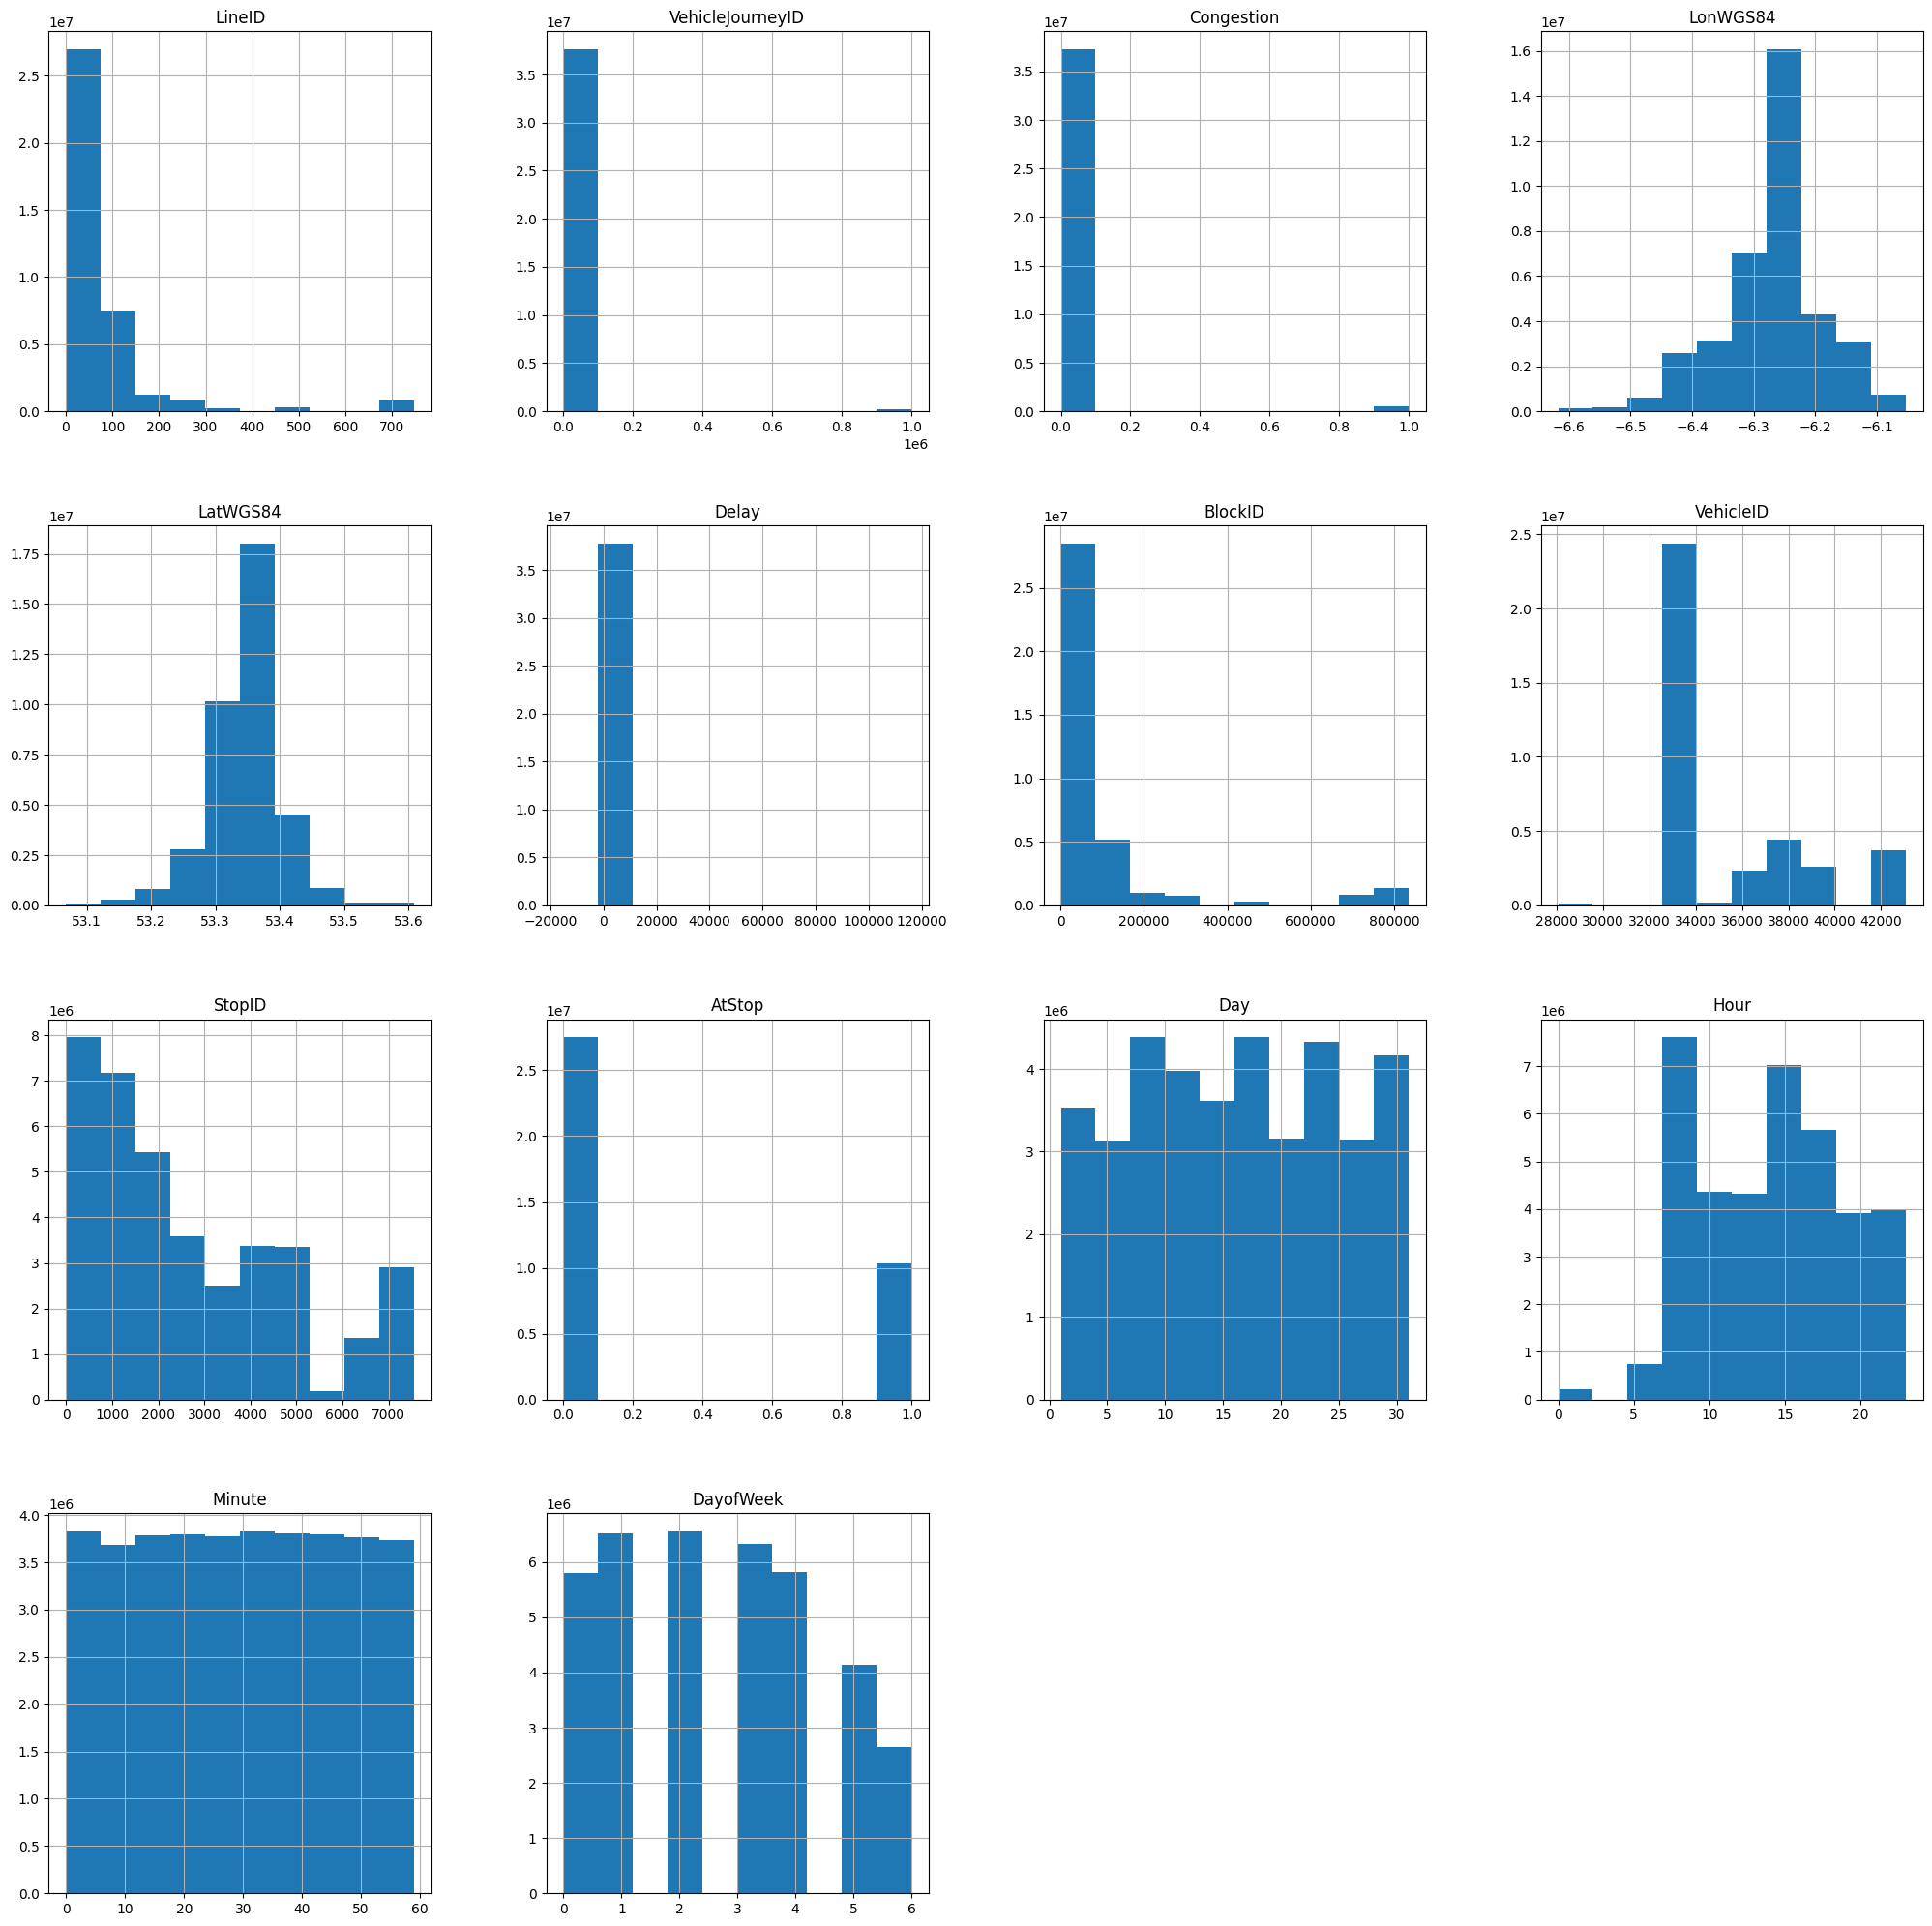 LineID VehicleJourneyID Congestion LonWGS84
1e7 1e7 1e7 1e7
2.5 2.0 1.5 1.0 0.5 0.0
0 100 200 300 400 500 600 700
3.5 3.0 2.5 2.0 1.5 1.0 0.5 0.0
0.0 0.2 0.4 0.6 0.8 1.0
1e6
3.5 3.0 2.5 2.0 1.5 1.0 0.5 0.0
0.0 0.2 0.4 0.6 0.8 1.0
1.6 1.4 1.2 1.0 0.8 0.6 0.4 0.2 0.0
−6.6 −6.5 −6.4 −6.3 −6.2 −6.1
LatWGS84 Delay BlockID VehicleID
1e7 1e7 1e7 1e7
1.75 1.50 1.25 1.00 0.75 0.50 0.25 0.00
53.1 53.2 53.3 53.4 53.5 53.6
3.5 3.0 2.5 2.0 1.5 1.0 0.5 0.0
−20000 0 20000 40000 60000 80000 100000 120000
2.5 2.0 1.5 1.0 0.5 0.0
0 200000 400000 600000 800000
2.5 2.0 1.5 1.0 0.5 0.0
28000 30000 32000 34000 36000 38000 40000 42000
StopID AtStop Day Hour
1e6 1e7 1e6 1e6
8 7 6 5 4 3 2 1 0
0 1000 2000 3000 4000 5000 6000 7000
2.5 2.0 1.5 1.0 0.5 0.0
0.0 0.2 0.4 0.6 0.8 1.0
4 3 2 1 0
0 5 10 15 20 25 30
7 6 5 4 3 2 1 0
0 5 10 15 20
Minute DayofWeek
1e6 1e6
4.0 3.5 3.0 2.5 2.0 1.5 1.0 0.5 0.0
0 10 20 30 40 50 60
6 5 4 3 2 1 0
0 1 2 3 4 5 6